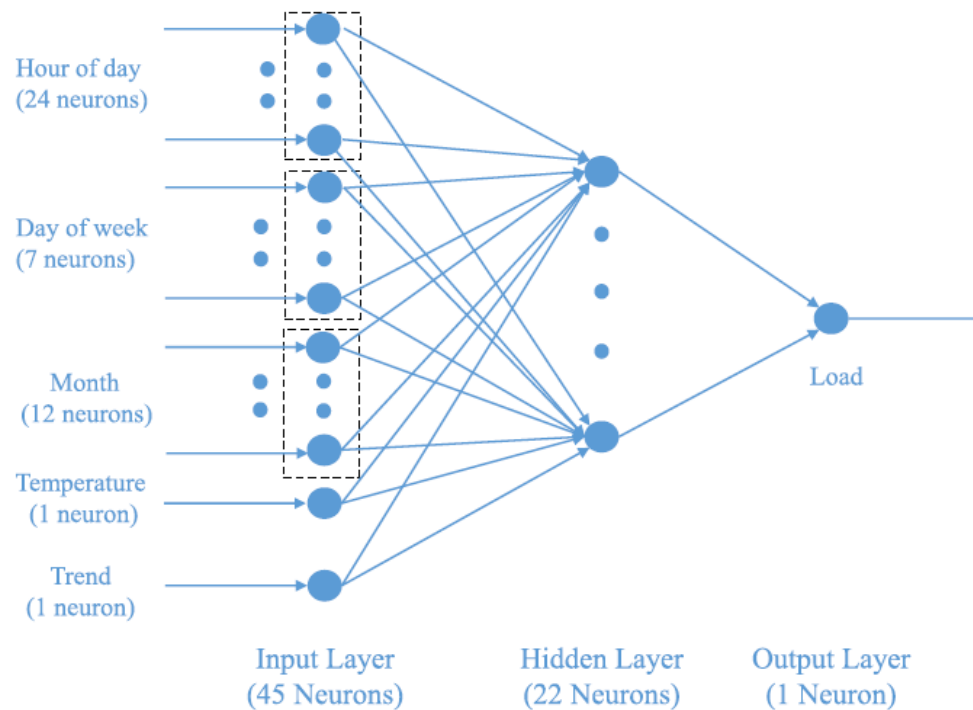 Hour of day
(24 neurons)
Day of week
(7 neurons)
Month
(12 neurons)
Temperature
(1 neuron)
Trend
(1 neuron)
Load
Input Layer
(45 Neurons)
Hidden Layer
(22 Neurons)
Output Layer
(1 Neuron)